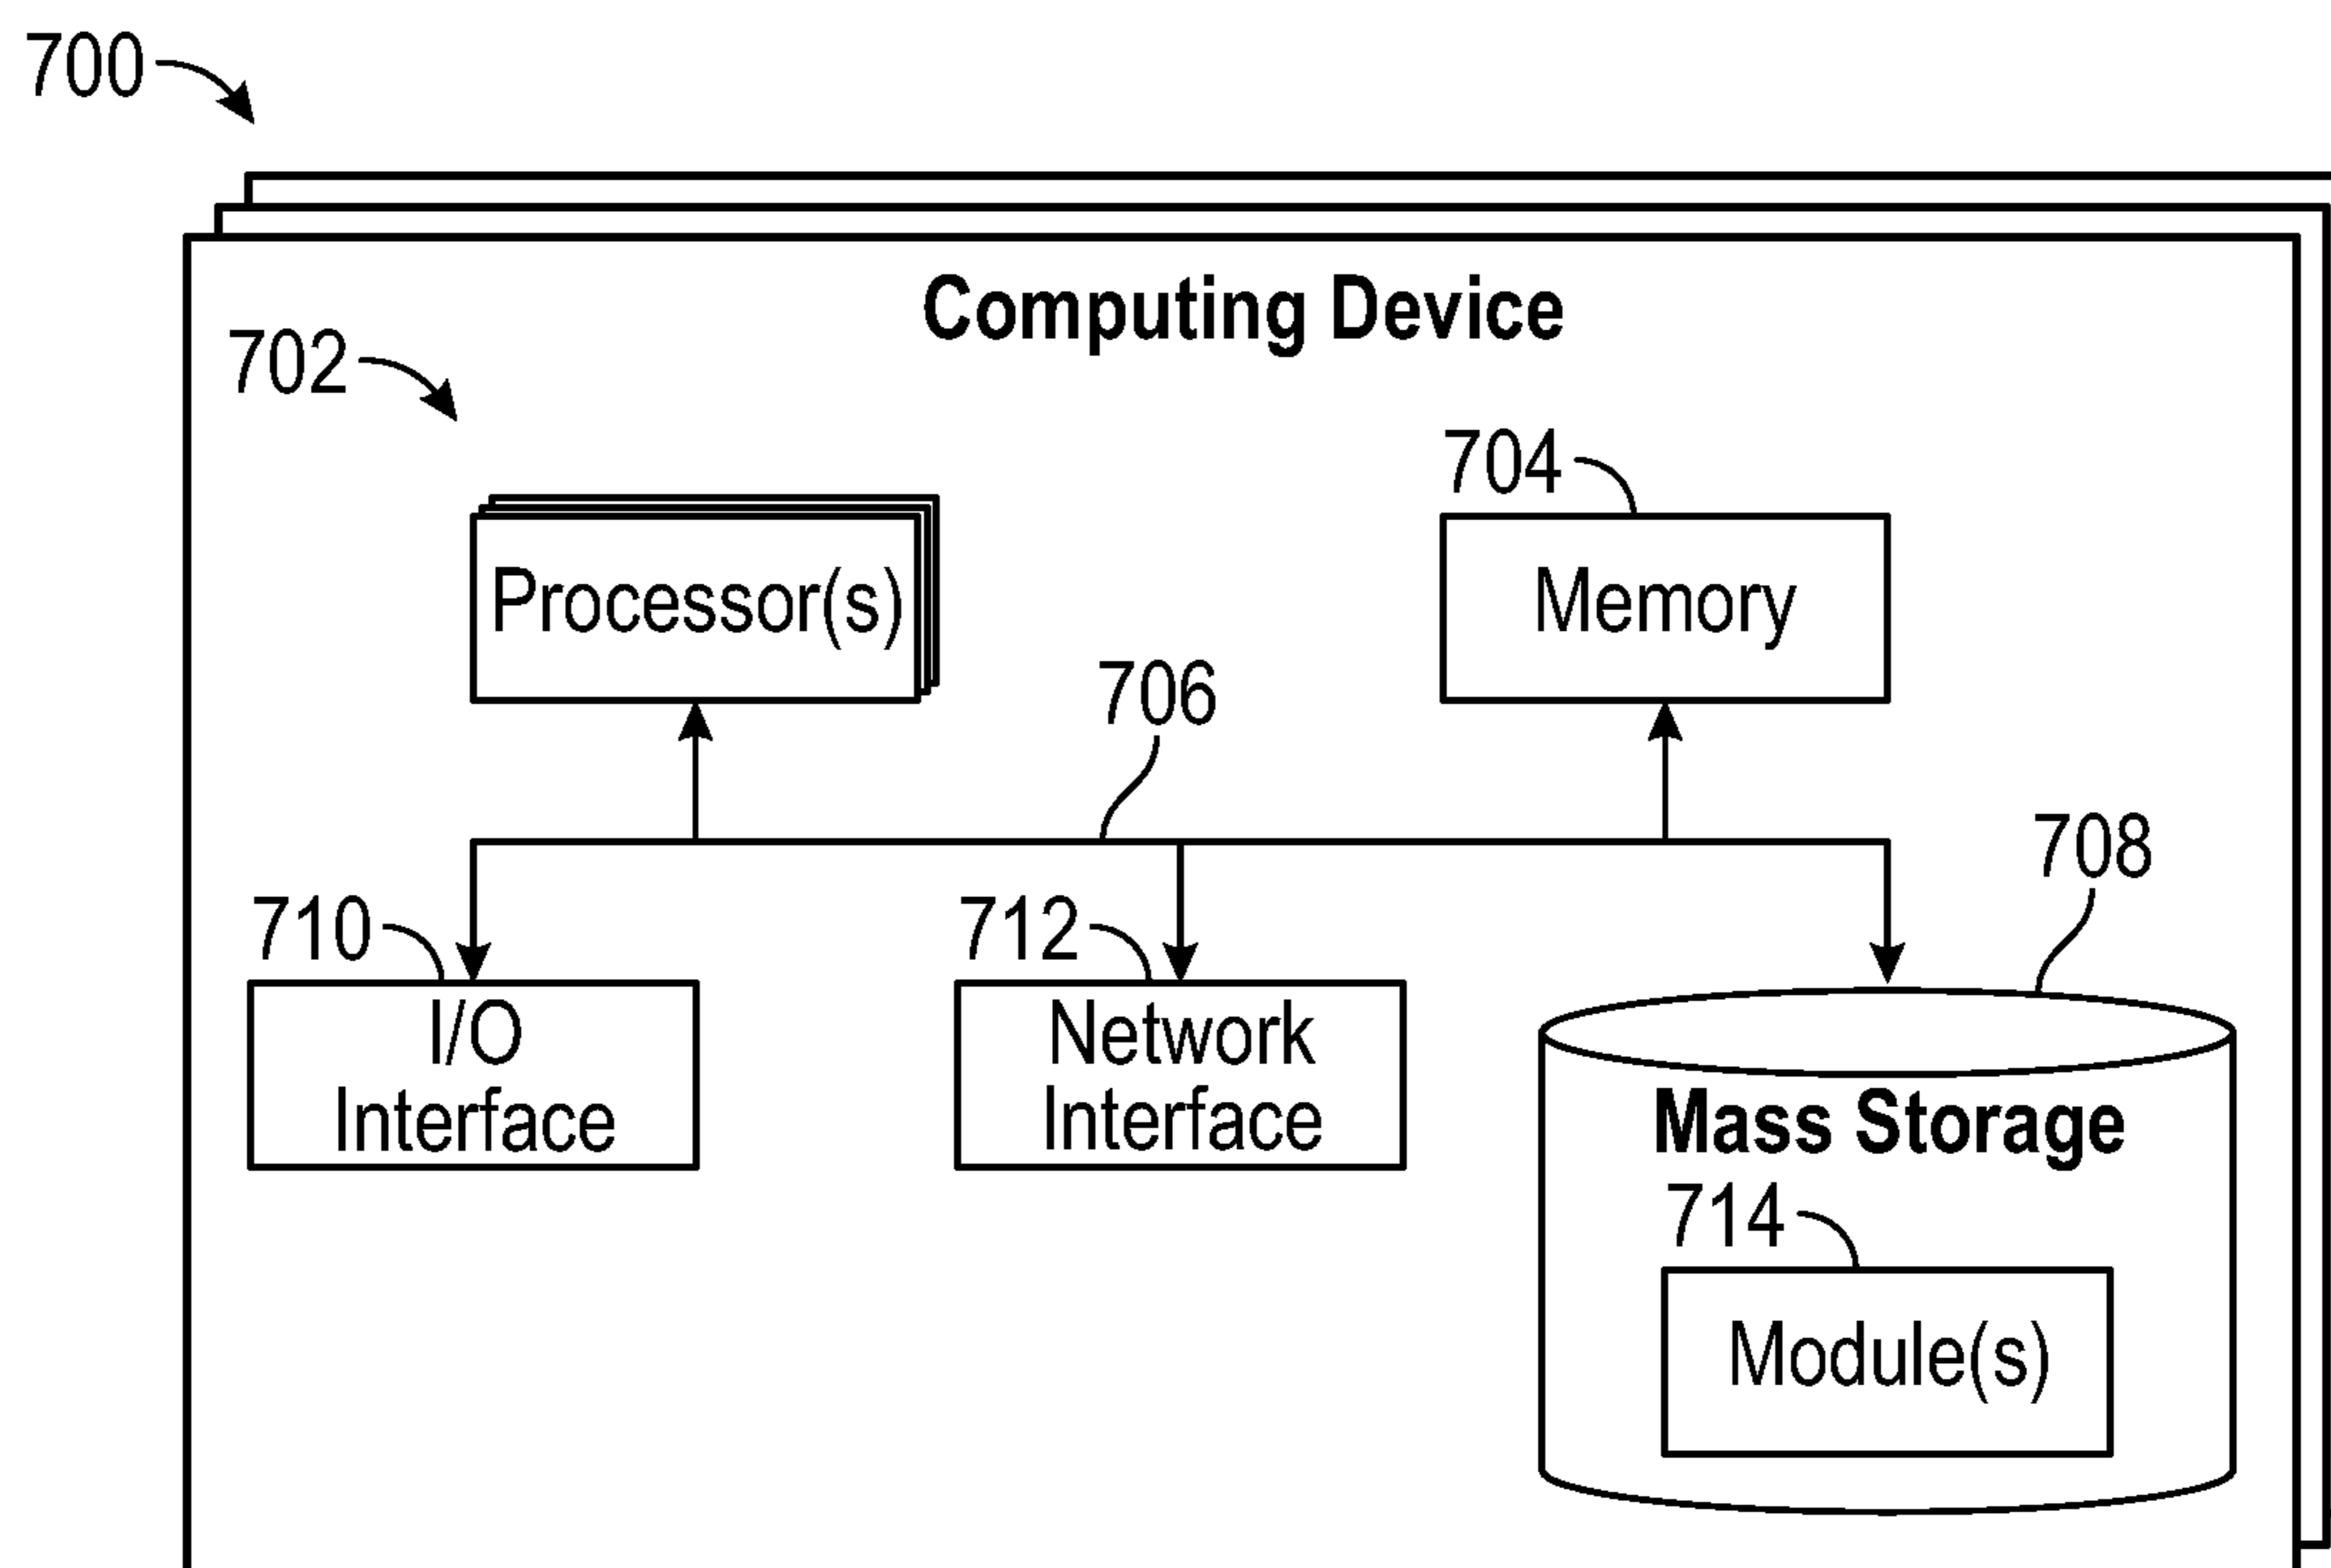 700
Computing Device
702
704
Processor(s)
Memory
706
708
710
712
I/O
Interface
Network
Interface
Mass Storage
714
Module(s)